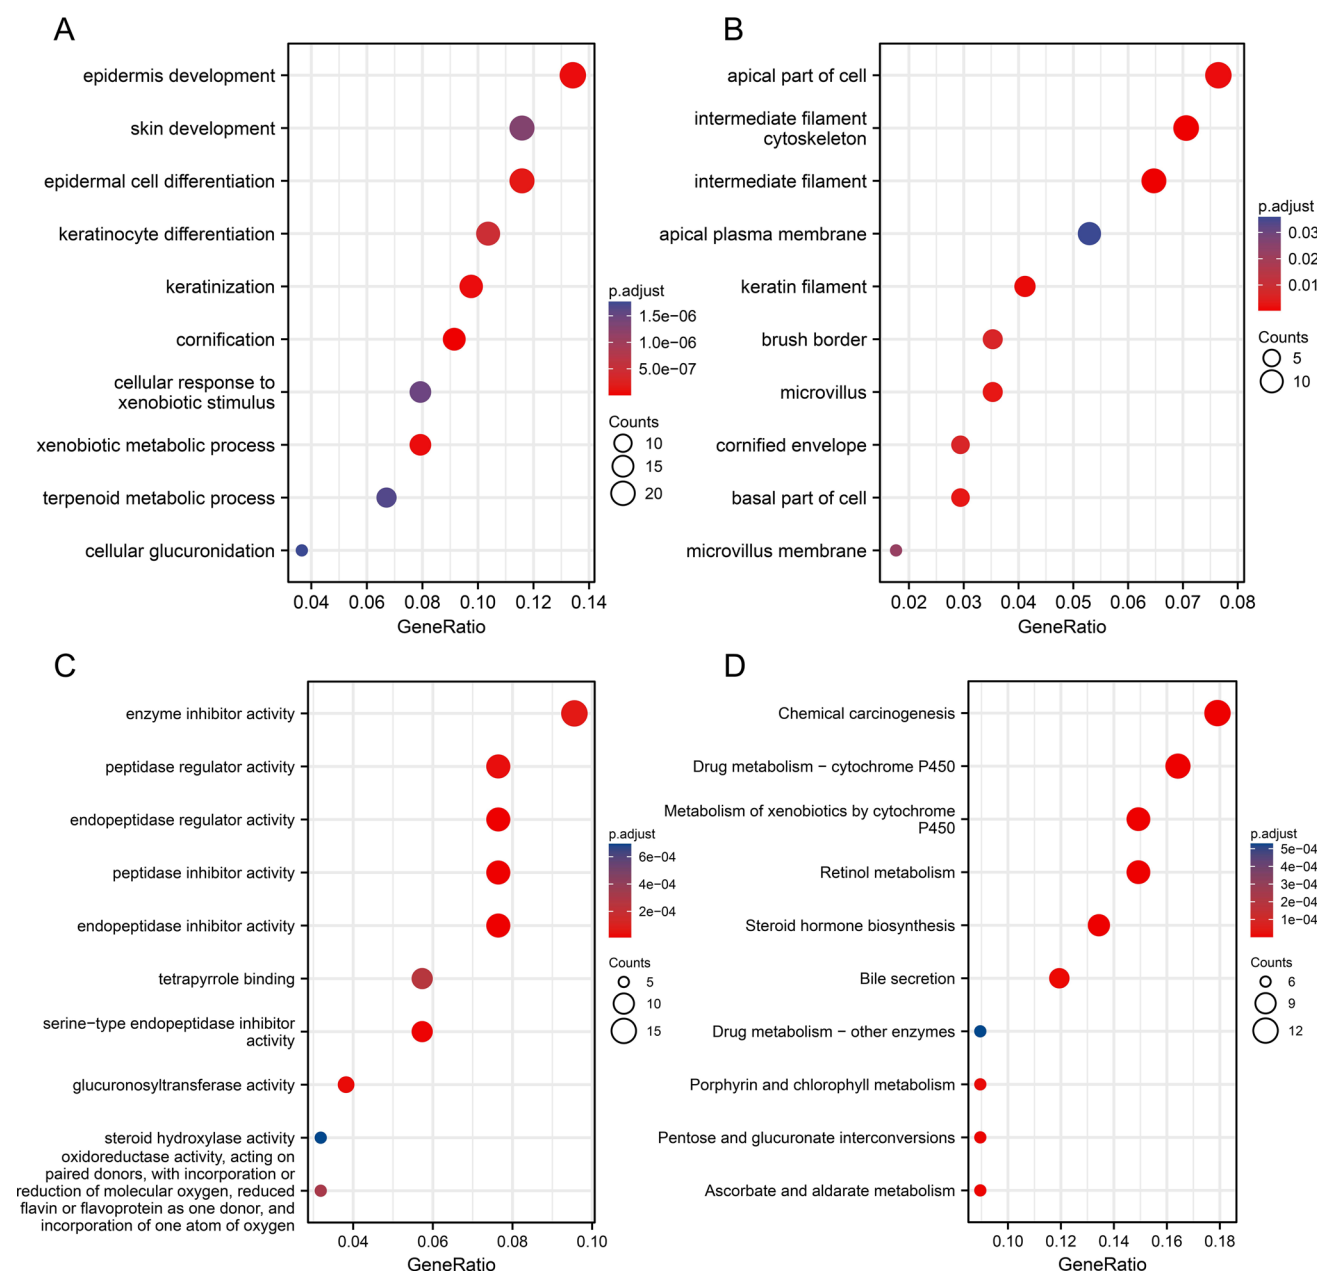 A
epidermis development
skin development
epidermal cell differentiation
keratinocyte differentiation
keratinization
cornification
cellular response to
xenobiotic stimulus
xenobiotic metabolic process
terpenoid metabolic process
cellular glucuronidation
0.04 0.06 0.08 0.10 0.12 0.14
GeneRatio
p.adjust
1.5e−06
1.0e−06
5.0e−07
Counts
10
15
20
B
apical part of cell
intermediate filament
cytoskeleton
intermediate filament
apical plasma membrane
keratin filament
brush border
microvillus
cornified envelope
basal part of cell
microvillus membrane
0.02 0.03 0.04 0.05 0.06 0.07 0.08
GeneRatio
p.adjust
0.03
0.02
0.01
Counts
5
10
C
enzyme inhibitor activity
peptidase regulator activity
endopeptidase regulator activity
peptidase inhibitor activity
endopeptidase inhibitor activity
tetrapyrrole binding
serine−type endopeptidase inhibitor
activity
glucuronosyltransferase activity
steroid hydroxylase activity
oxidoreductase activity, acting on
paired donors, with incorporation or
reduction of molecular oxygen, reduced
flavin or flavoprotein as one donor, and
incorporation of one atom of oxygen
0.04 0.06 0.08 0.10
GeneRatio
p.adjust
6e−04
4e−04
2e−04
Counts
5
10
15
D
Chemical carcinogenesis
Drug metabolism − cytochrome P450
Metabolism of xenobiotics by cytochrome
P450
Retinol metabolism
Steroid hormone biosynthesis
Bile secretion
Drug metabolism − other enzymes
Porphyrin and chlorophyll metabolism
Pentose and glucuronate interconversions
Ascorbate and aldarate metabolism
0.10 0.12 0.14 0.16 0.18
GeneRatio
p.adjust
5e−04
4e−04
3e−04
2e−04
1e−04
Counts
6
9
12